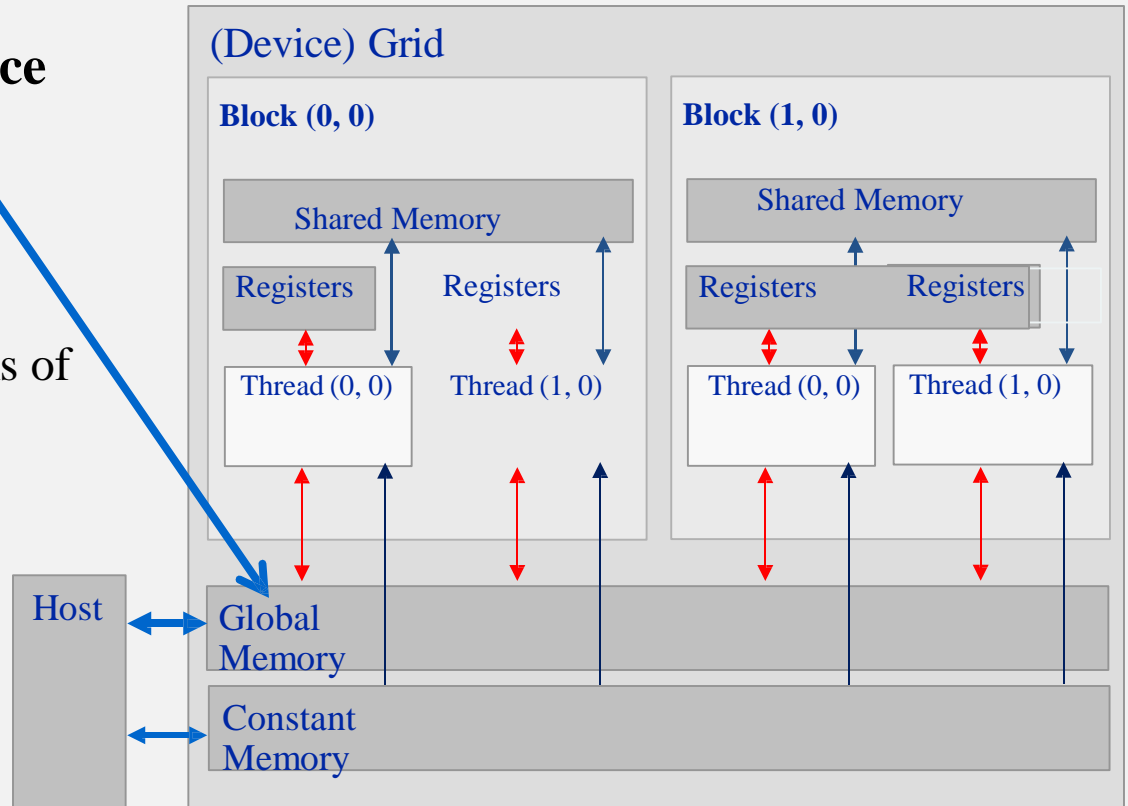 ce
s of
(Device) Grid
Block (0, 0)
Block (1, 0)
Shared Memory
Shared Memory
Registers
Registers
Registers
Registers
Thread (0, 0)
Thread (1, 0)
Thread (0, 0)
Thread (1, 0)
Host
Global
Memory
Constant
Memory